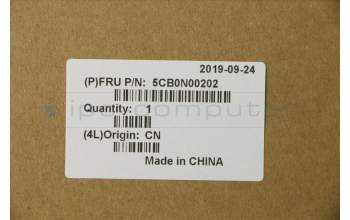 2019-09-24
(P)FRU P/N: 5CB0N00202
Quantity: 1
(4L)Origin: CN
Made in CHINA